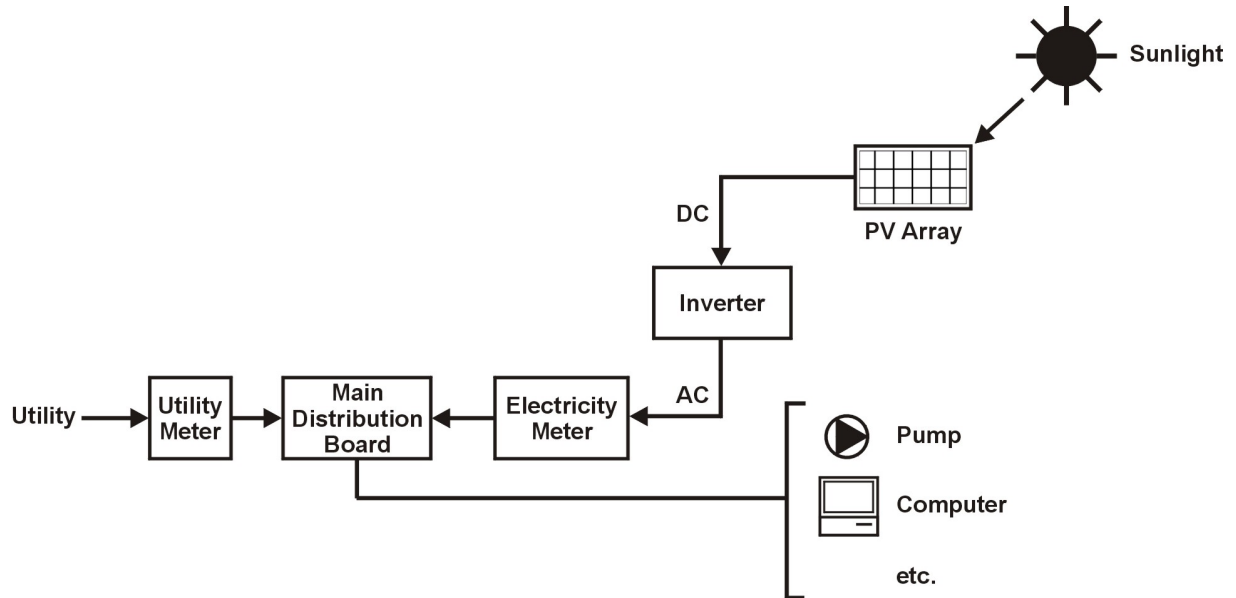 Sunlight
PV Array
DC
Inverter
AC
Utility
Utility
Meter
Main
Distribution
Board
Electricity
Meter
Pump
Computer
etc.